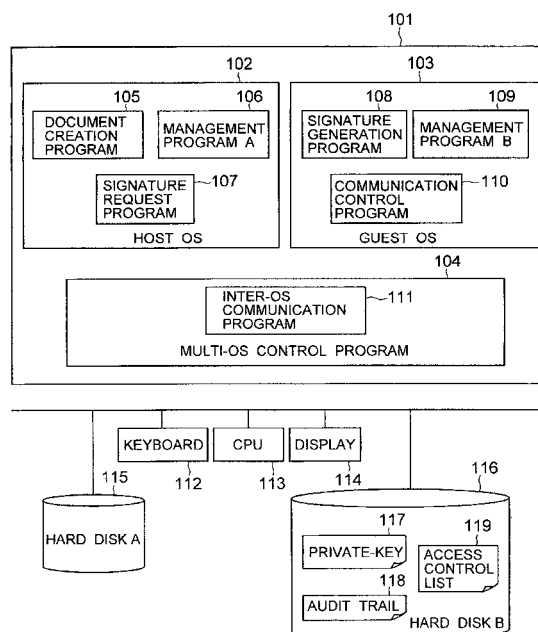 101
102
103
105
106
108
109
DOCUMENT
CREATION
PROGRAM
MANAGEMENT
PROGRAM A
SIGNATURE
GENERATION
PROGRAM
MANAGEMENT
PROGRAM B
107
110
SIGNATURE
REQUEST
PROGRAM
COMMUNICATION
CONTROL
PROGRAM
HOST OS
GUEST OS
104
INTER-OS
COMMUNICATION
PROGRAM
111
MULTI-OS CONTROL PROGRAM
KEYBOARD
CPU
DISPLAY
112
113
114
115
116
HARD DISK A
117
119
PRIVATE-KEY
ACCESS
CONTROL
LIST
118
AUDIT TRAIL
HARD DISK B